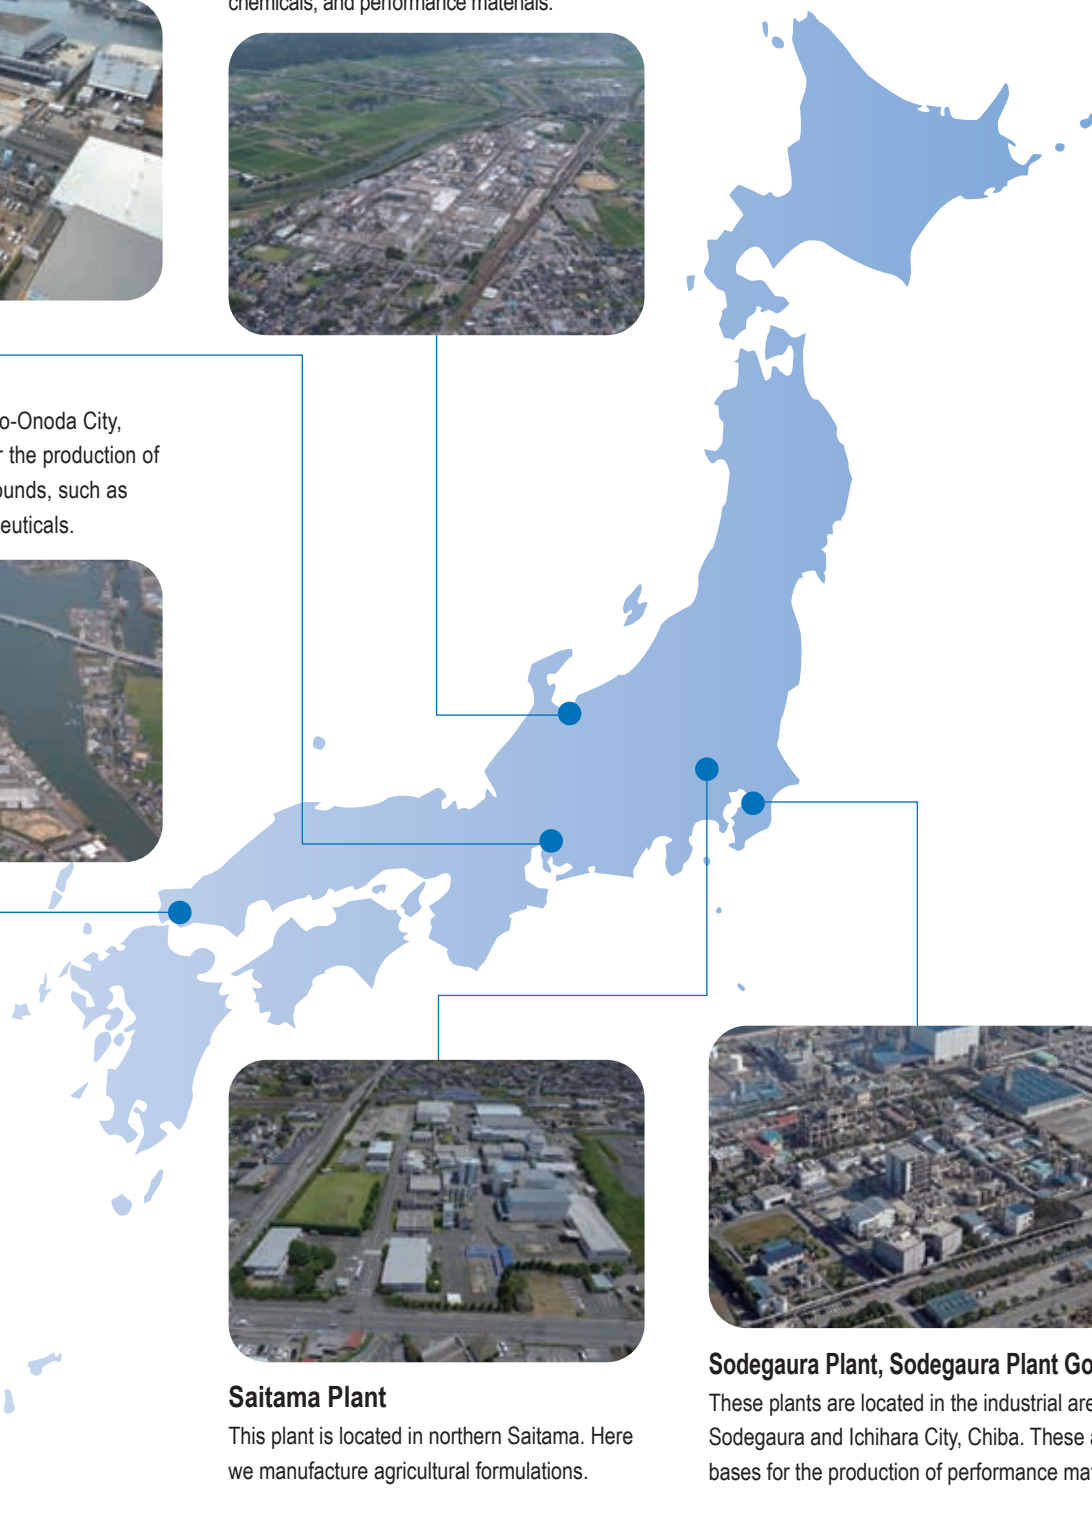 chemicals, and performance materials.
o-Onoda City,
the production of
ounds, such as
euticals.
Saitama Plant
This plant is located in northern Saitama. Here
we manufacture agricultural formulations.
Sodegaura Plant, Sodegaura Plant Go
These plants are located in the industrial are
Sodegaura and Ichihara City, Chiba. These a
bases for the production of performance ma